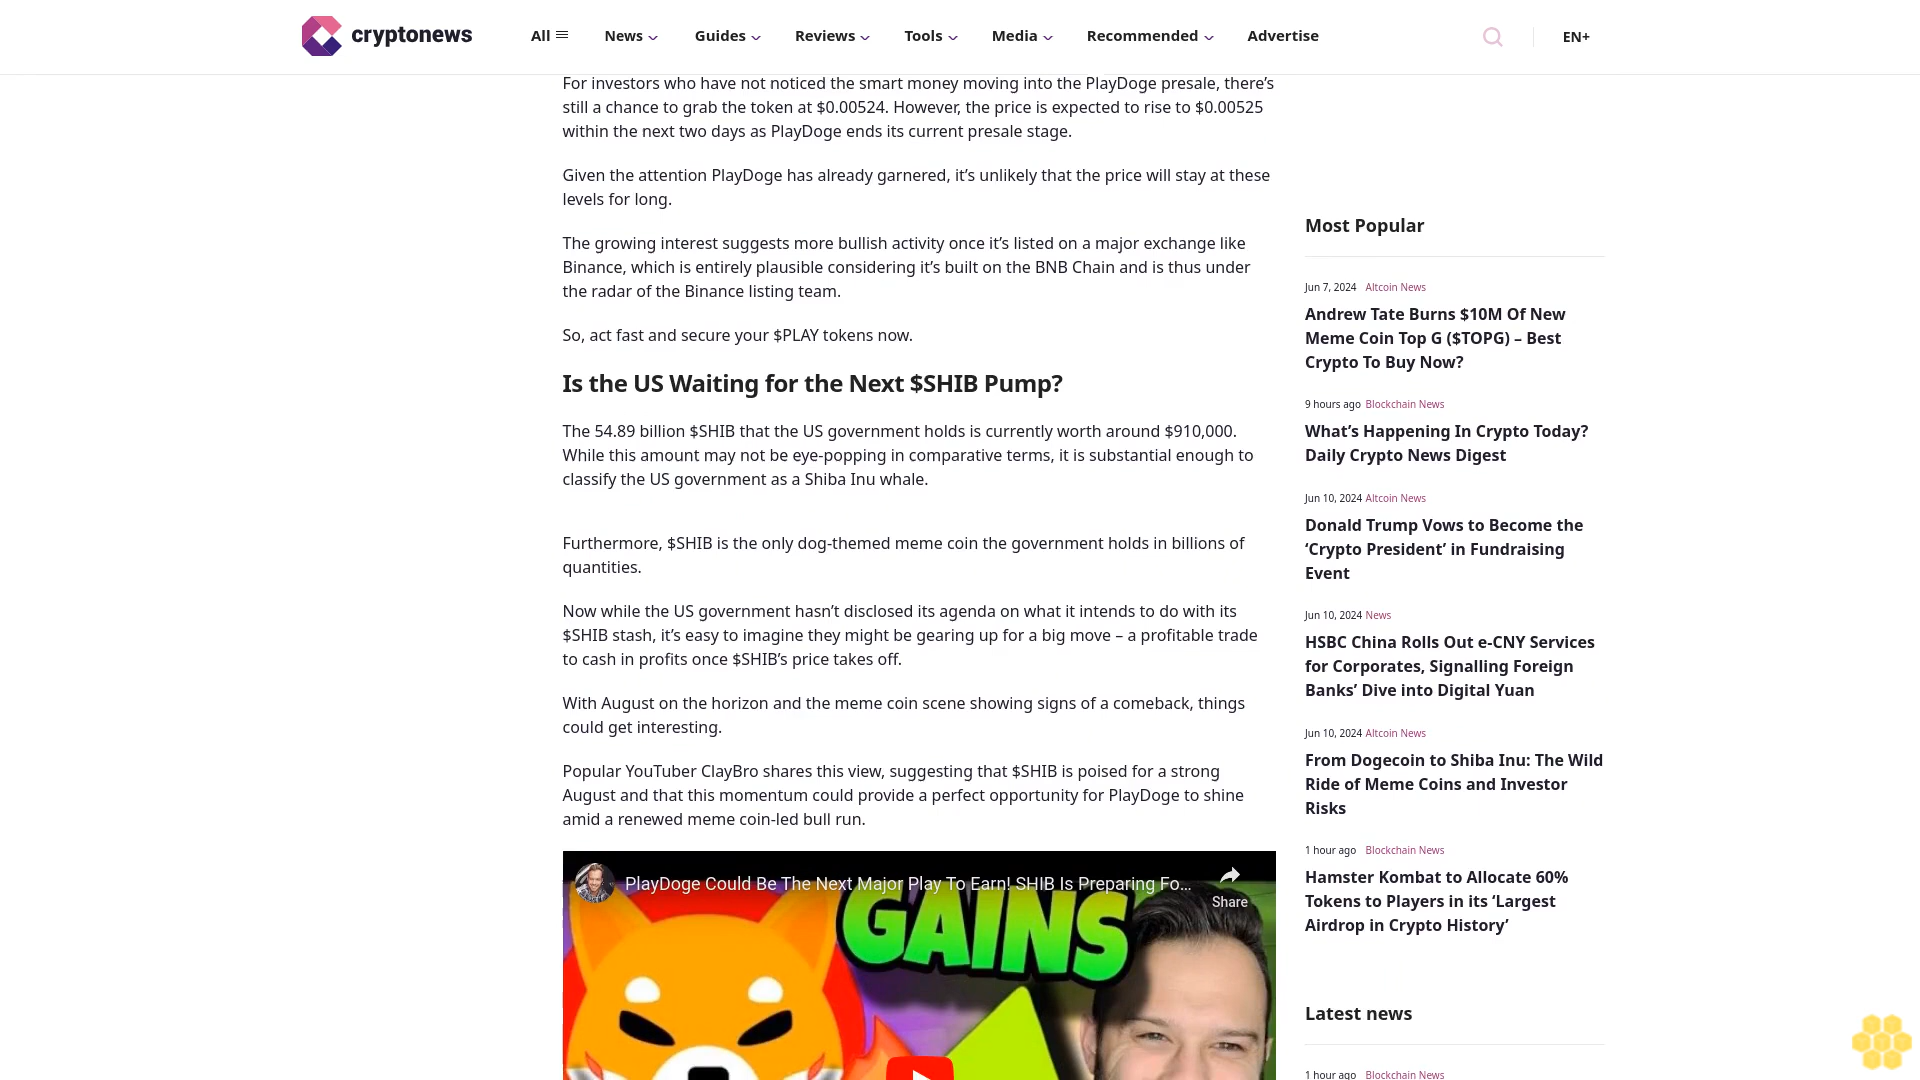 cryptonews
All
News
Guides
Reviews
Tools
Media
Recommended
Advertise
EN+
For investors who have not noticed the smart money moving into the PlayDoge presale, there’s
still a chance to grab the token at $0.00524. However, the price is expected to rise to $0.00525
within the next two days as PlayDoge ends its current presale stage.
Given the attention PlayDoge has already garnered, it’s unlikely that the price will stay at these
levels for long.
The growing interest suggests more bullish activity once it’s listed on a major exchange like
Binance, which is entirely plausible considering it’s built on the BNB Chain and is thus under
the radar of the Binance listing team.
So, act fast and secure your $PLAY tokens now.
Is the US Waiting for the Next $SHIB Pump?
The 54.89 billion $SHIB that the US government holds is currently worth around $910,000.
While this amount may not be eye-popping in comparative terms, it is substantial enough to
classify the US government as a Shiba Inu whale.
Furthermore, $SHIB is the only dog-themed meme coin the government holds in billions of
quantities.
Now while the US government hasn’t disclosed its agenda on what it intends to do with its
$SHIB stash, it’s easy to imagine they might be gearing up for a big move – a profitable trade
to cash in profits once $SHIB’s price takes off.
With August on the horizon and the meme coin scene showing signs of a comeback, things
could get interesting.
Popular YouTuber ClayBro shares this view, suggesting that $SHIB is poised for a strong
August and that this momentum could provide a perfect opportunity for PlayDoge to shine
amid a renewed meme coin-led bull run.
PlayDoge Could Be The Next Major Play To Earn! SHIB Is Preparing Fo...
Share
GAINS
Most Popular
Jun 7, 2024 Altcoin News
Andrew Tate Burns $10M Of New
Meme Coin Top G ($TOPG) – Best
Crypto To Buy Now?
9 hours ago Blockchain News
What’s Happening In Crypto Today?
Daily Crypto News Digest
Jun 10, 2024 Altcoin News
Donald Trump Vows to Become the
‘Crypto President’ in Fundraising
Event
Jun 10, 2024 News
HSBC China Rolls Out e-CNY Services
for Corporates, Signalling Foreign
Banks’ Dive into Digital Yuan
Jun 10, 2024 Altcoin News
From Dogecoin to Shiba Inu: The Wild
Ride of Meme Coins and Investor
Risks
1 hour ago Blockchain News
Hamster Kombat to Allocate 60%
Tokens to Players in its ‘Largest
Airdrop in Crypto History’
Latest news
1 hour ago Blockchain News